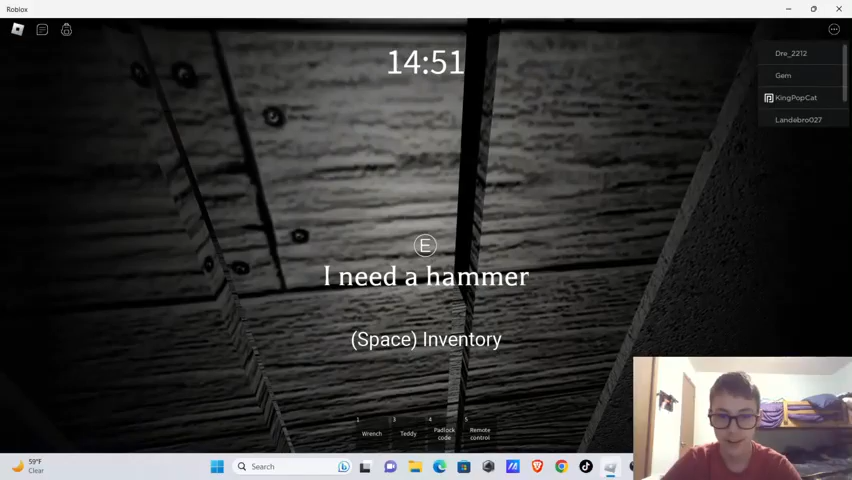 Roblox
14:51
Dre_2212
Gem
KingPopCat
Landabro027
E
I need a hammer
(Space) Inventory
1
Wrench
3
Teddy
4
Padlock
code
5
Remote
control
59°F
Clear
Search